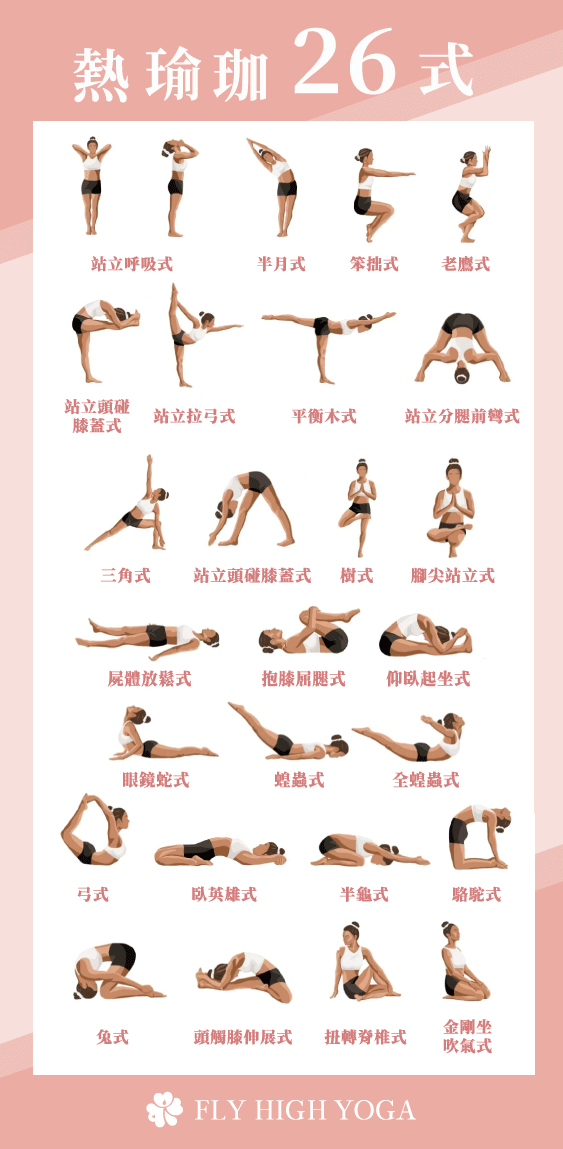 熱瑜珈26式
站立呼吸式
半月式
笨拙式
老鷹式
站立頭碰
膝蓋式
站立拉弓式
平衡木式
站立分腿前彎式
三角式
站立頭碰膝蓋式
樹式
腳尖站立式
屍體放鬆式
抱膝屈腿式
仰臥起坐式
眼鏡蛇式
蝗蟲式
全蝗蟲式
弓式
臥英雄式
半龜式
駱駝式
兔式
頭觸膝伸展式
扭轉脊椎式
金剛坐
吹氣式
FLY HIGH YOGA